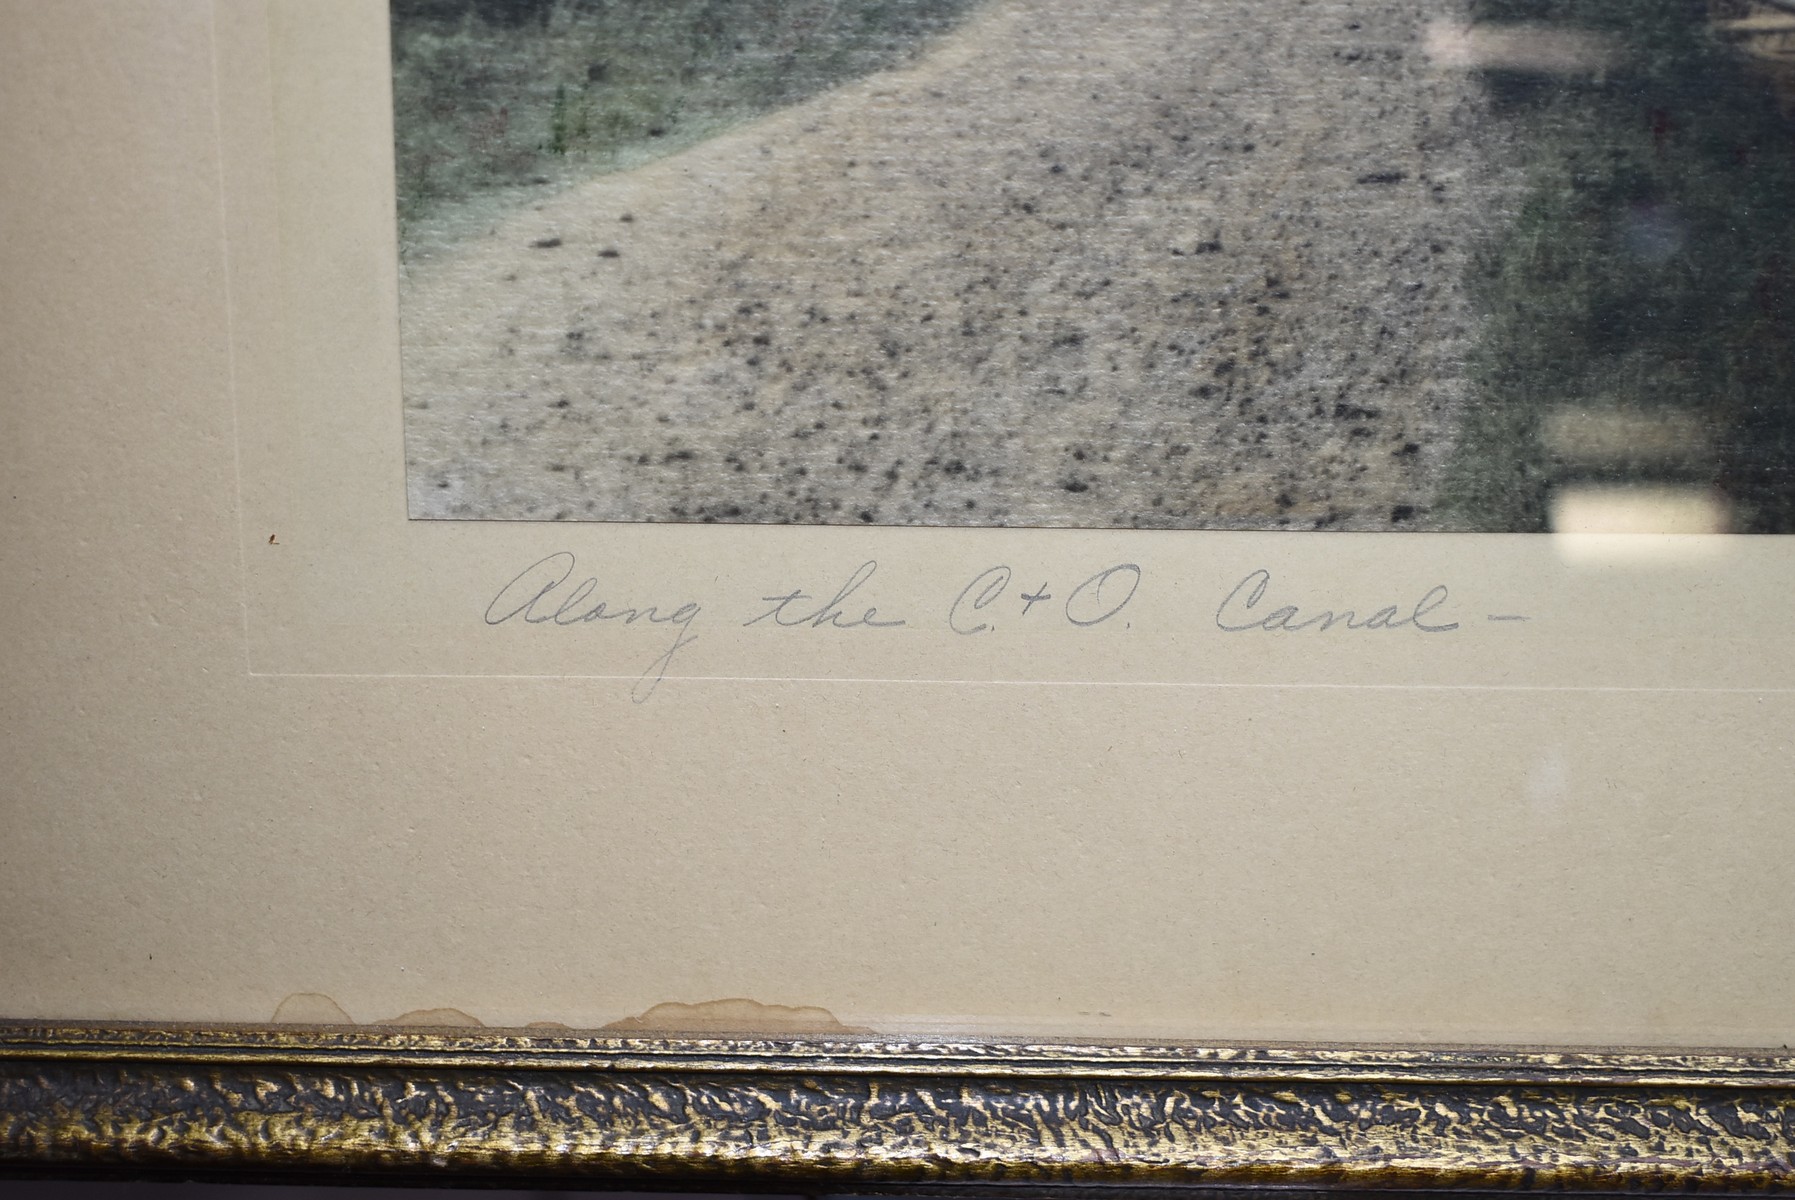 Along the C. + O. Canal -